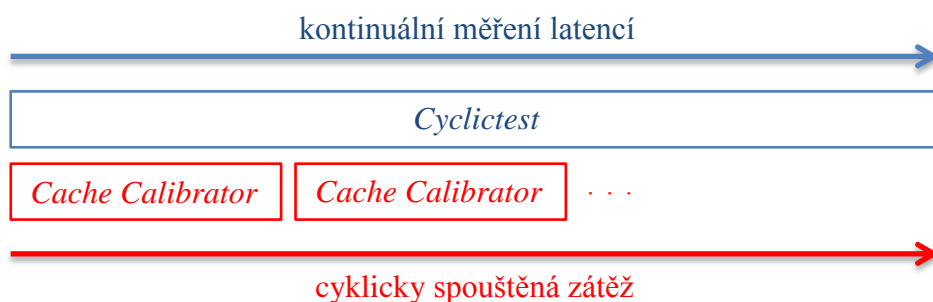 kontinuální měření latencí
Cyclictest
Cache Calibrator Cache Calibrator . . .
cyklicky spouštěná zátěž